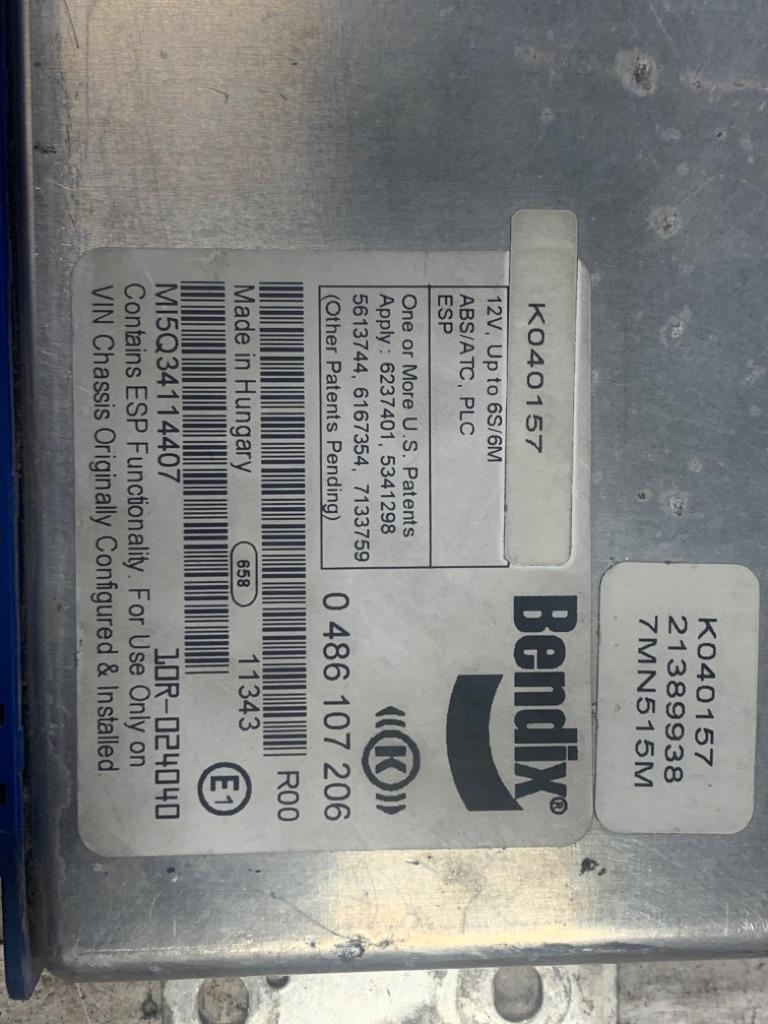 K040157
21389938
7MN515M
K040157
Bendix®
12V, Up to 6S/6M
ABS/ATC, PLC
ESP
One or More U.S. Patents
Apply : 6237401, 5341298
5613744, 6167354, 7133759
(Other Patents Pending)
(((K)))
0 486 107 206
R00
Made in Hungary
658
11343
E1
MI5Q34114407
10R-024040
Contains ESP Functionality. For Use Only on
VIN Chassis Originally Configured & Installed